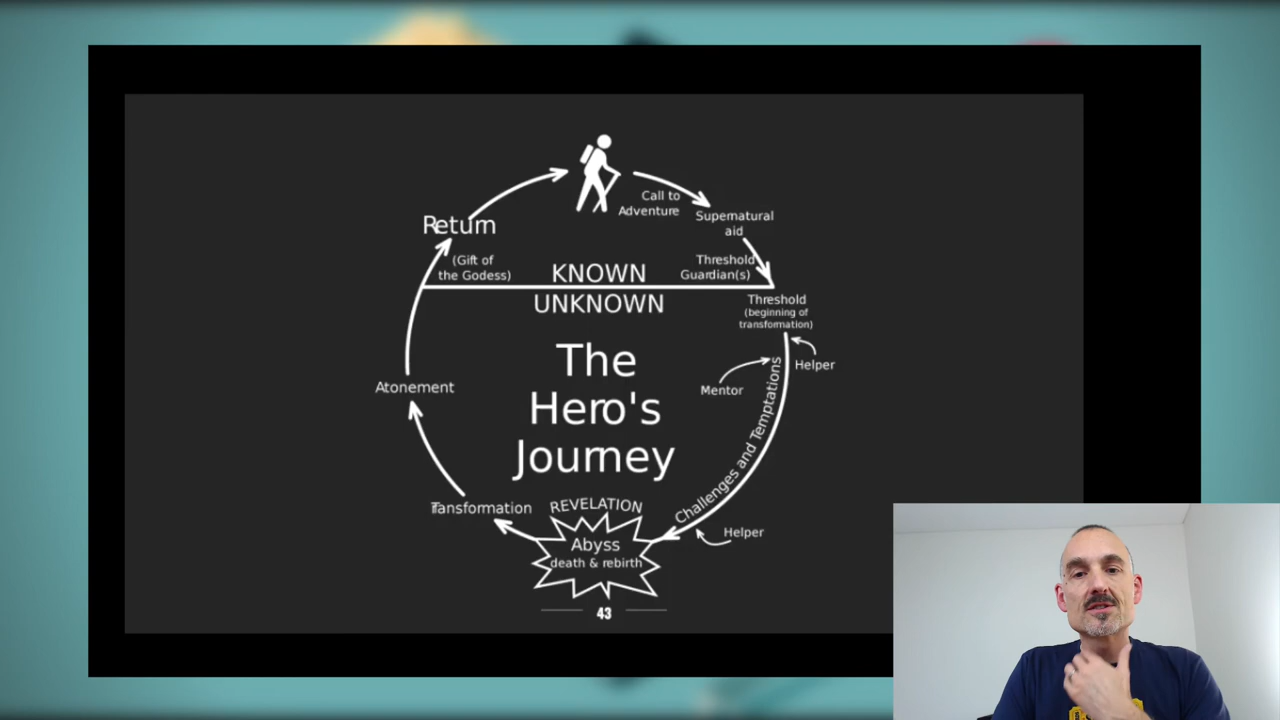 Call to
Adventure
Supernatural
aid
Return
(Gift of
the Godess)
KNOWN
Threshold
Guardian(s)
UNKNOWN
Threshold
(beginning of
transformation)
Helper
Mentor
The
Hero's
Journey
Challenges and Temptations
Atonement
Transformation
REVELATION
Abyss
death & rebirth
Helper
43